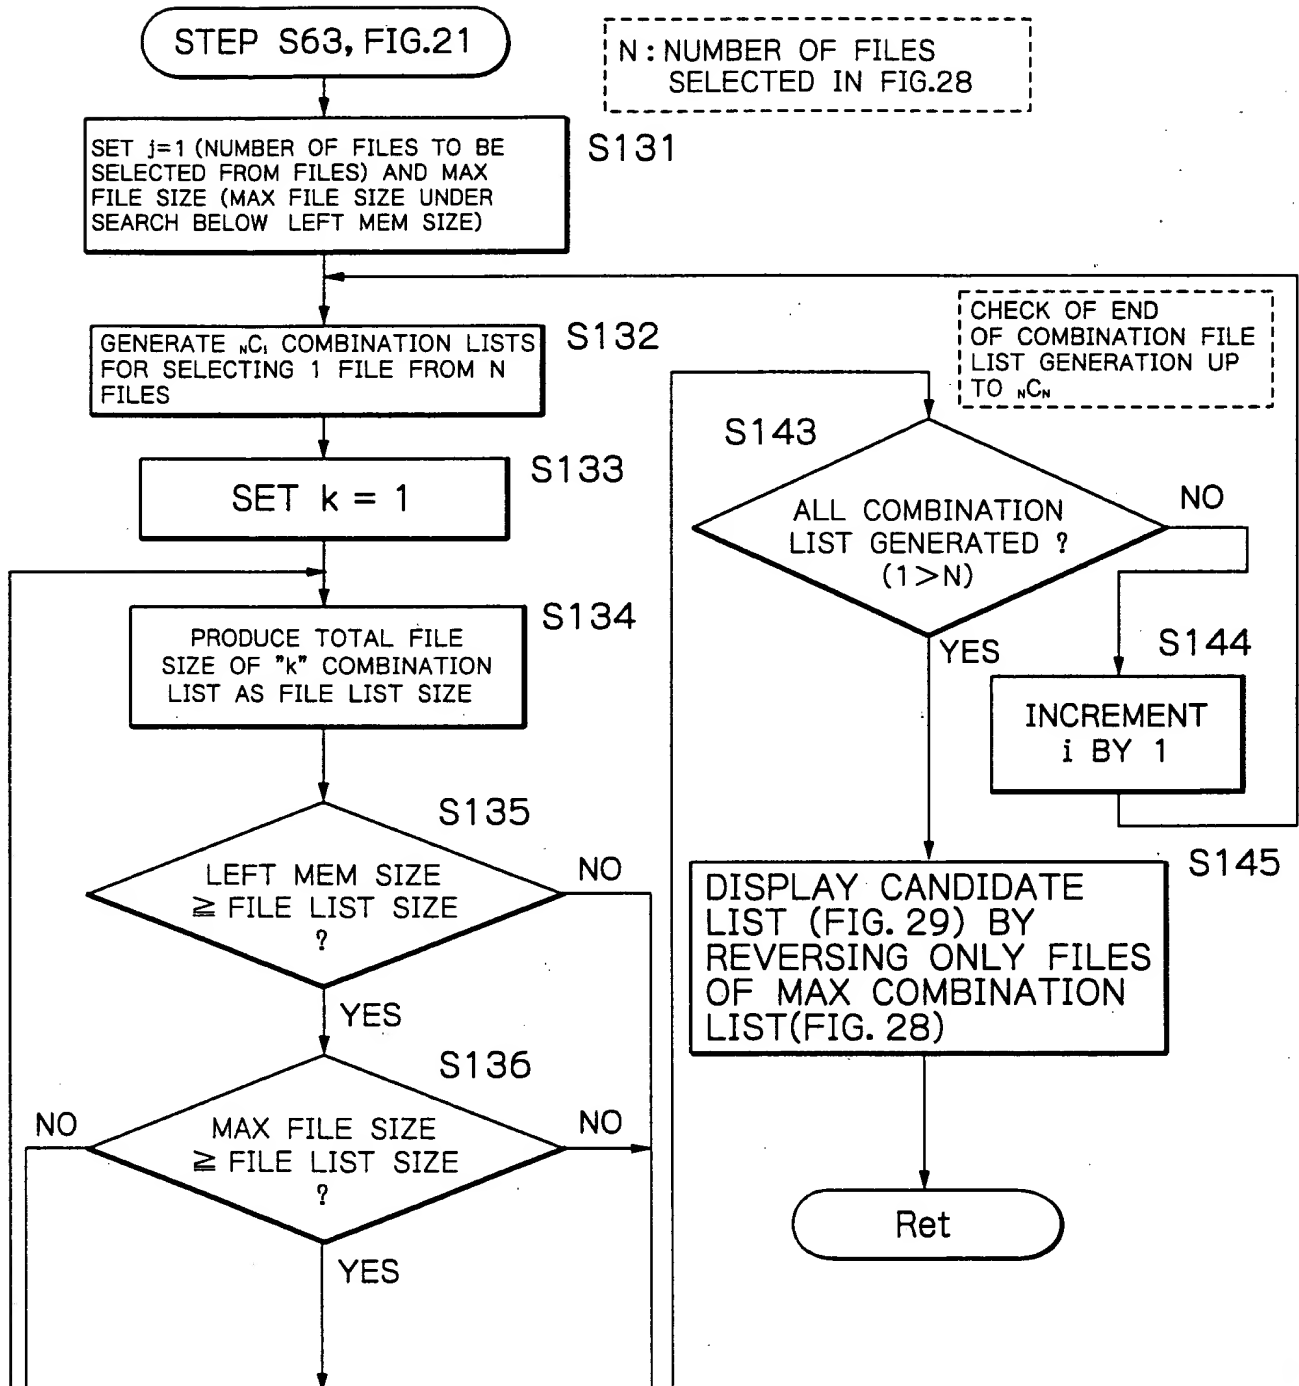 STEP S63, FIG.21
N : NUMBER OF FILES
SELECTED IN FIG.28
SET j=1 (NUMBER OF FILES TO BE
SELECTED FROM FILES) AND MAX
FILE SIZE (MAX FILE SIZE UNDER
SEARCH BELOW LEFT MEM SIZE)
S131
GENERATE NCi COMBINATION LISTS
FOR SELECTING 1 FILE FROM N
FILES
S132
SET k = 1
S133
PRODUCE TOTAL FILE
SIZE OF "k" COMBINATION
LIST AS FILE LIST SIZE
S134
S135
LEFT MEM SIZE
≧ FILE LIST SIZE
?
NO
YES
S136
NO
MAX FILE SIZE
≧ FILE LIST SIZE
?
NO
YES
CHECK OF END
OF COMBINATION FILE
LIST GENERATION UP
TO NCN
S143
ALL COMBINATION
LIST GENERATED ?
(1>N)
NO
YES
S144
INCREMENT
i BY 1
S145
DISPLAY CANDIDATE
LIST (FIG. 29) BY
REVERSING ONLY FILES
OF MAX COMBINATION
LIST(FIG. 28)
Ret